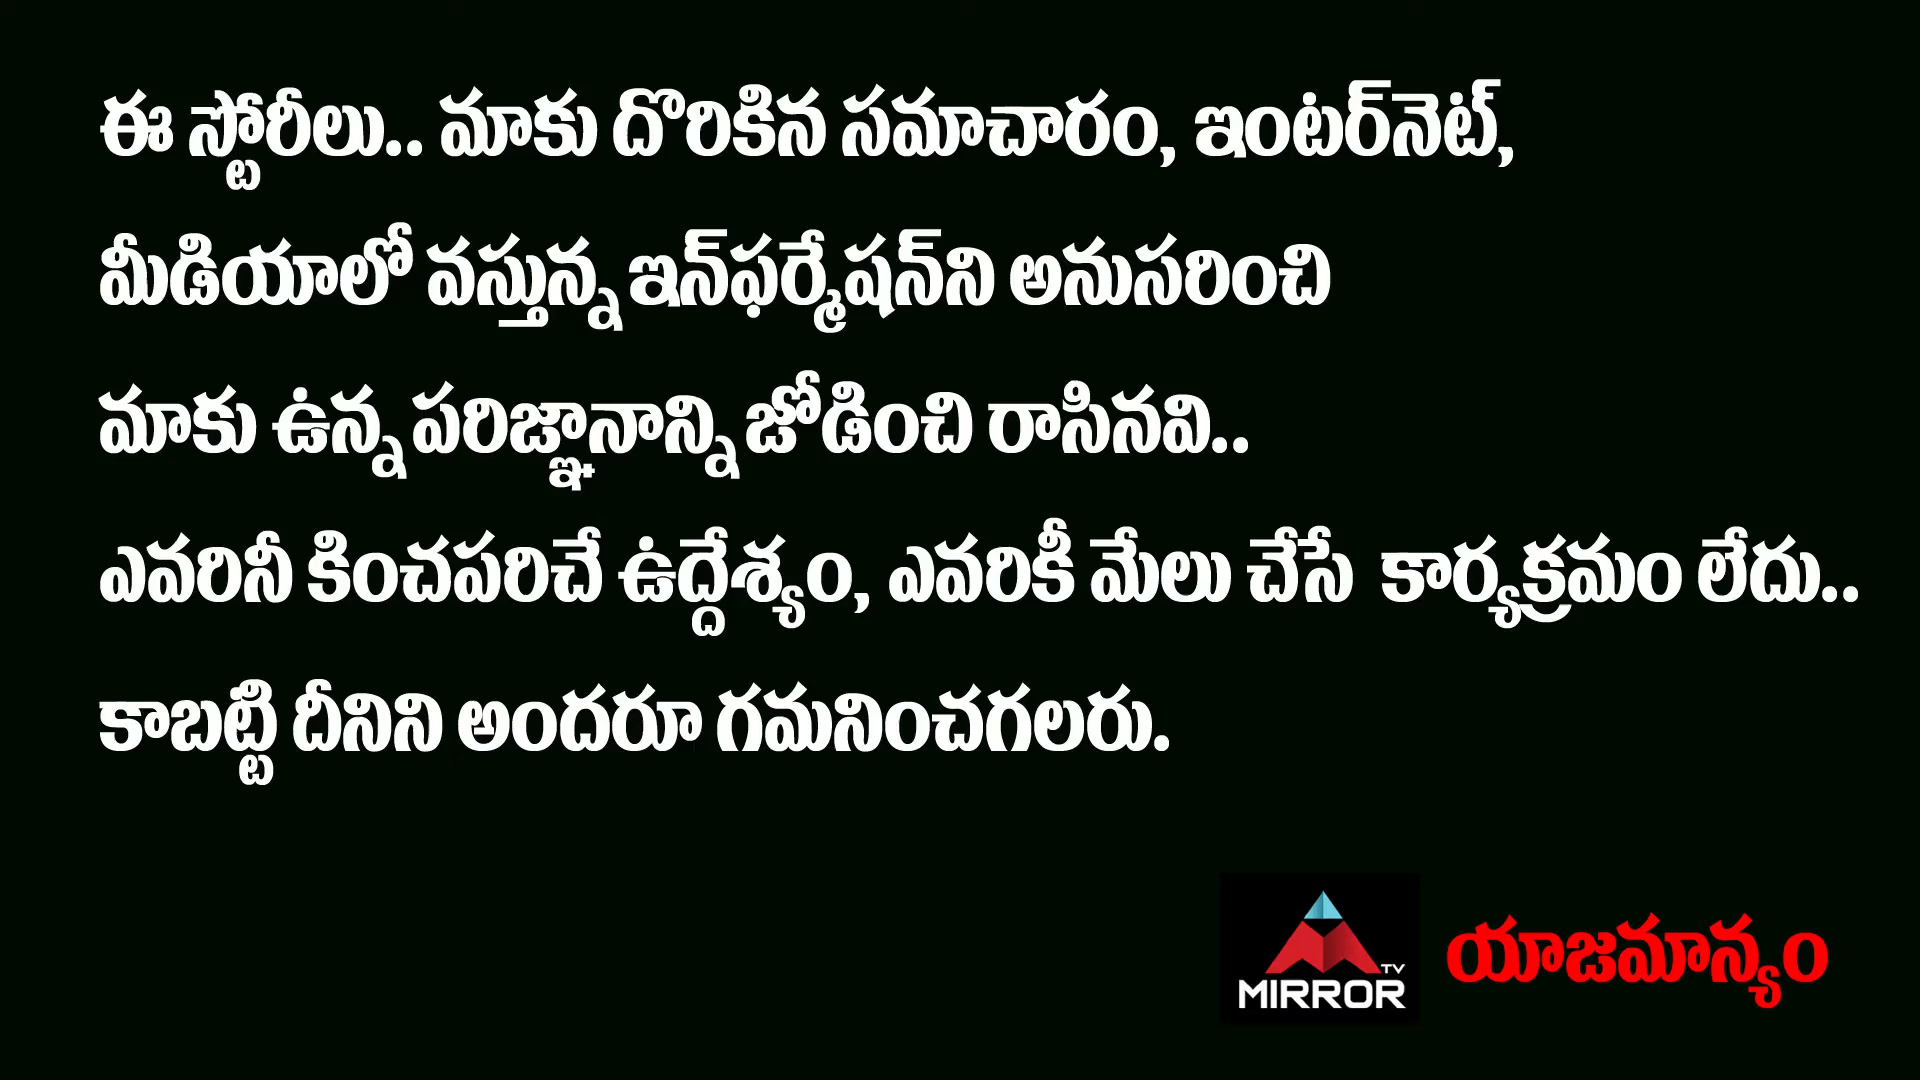 ఈ స్టోరీలు.. మాకు దొరికిన సమాచారం, ఇంటర్‌నెట్,
మీడియాలో వస్తున్న ఇన్‌ఫర్మేషన్‌ని అనుసరించి
మాకు ఉన్న పరిజ్ఞానాన్ని జోడించి రాసినవి..
ఎవరినీ కించపరిచే ఉద్దేశ్యం, ఎవరికీ మేలు చేసే కార్యక్రమం లేదు..
కాబట్టి దీనిని అందరూ గమనించగలరు.
TV
MIRROR
యాజమాన్యం